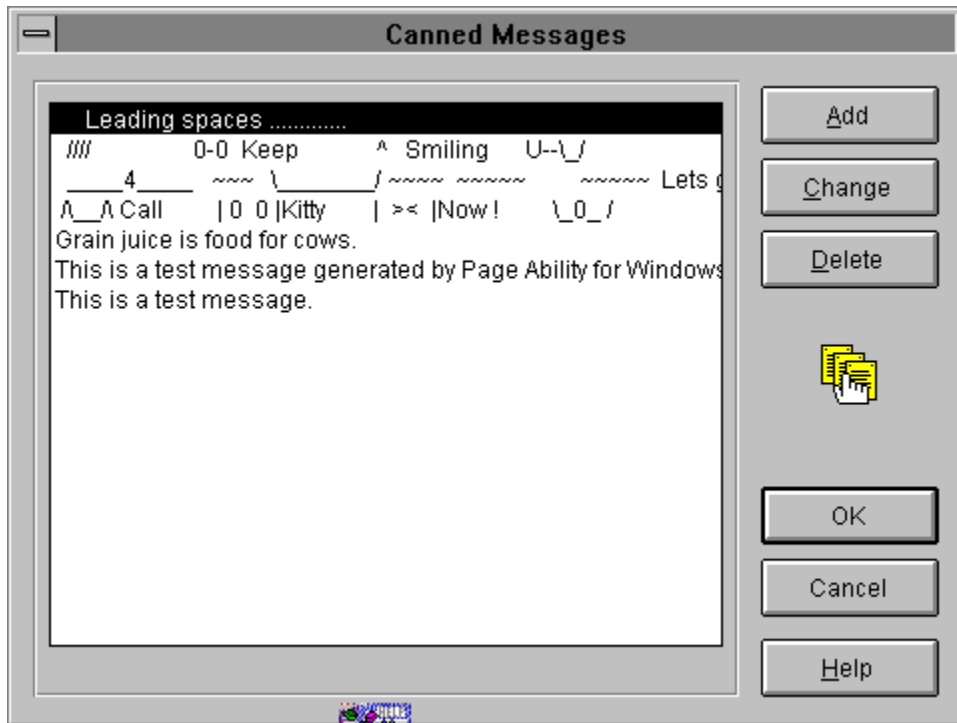 Canned Messages
Leading spaces .............
////             0-0  Keep             ^   Smiling      U--\_/
_____4_____   ~~~  \________/ ~~~~  ~~~~~        ~~~~~  Lets
/\__/\ Call       | 0  0 |Kitty      |  ><  |Now !       \_0_ /
Grain juice is food for cows.
This is a test message generated by Page Ability for Windows
This is a test message.
Add
Change
Delete
OK
Cancel
Help